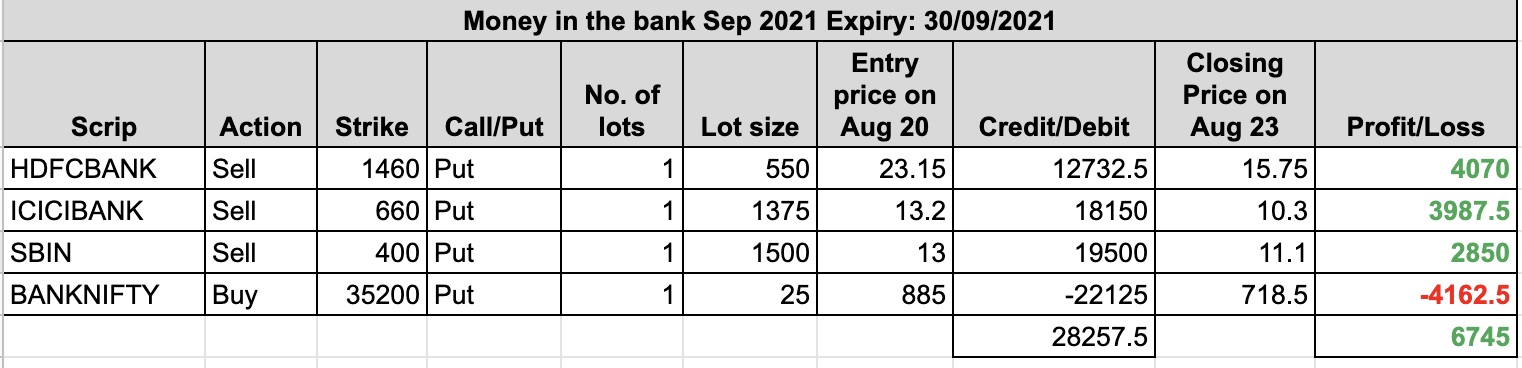 Money in the bank Sep 2021 Expiry: 30/09/2021
Scrip Action Strike Call/Put No. of lots Lot size Entry price on Aug 20 Credit/Debit Closing Price on Aug 23 Profit/Loss
HDFCBANK Sell 1460 Put 1 550 23.15 12732.5 15.75 4070
ICICIBANK Sell 660 Put 1 1375 13.2 18150 10.3 3987.5
SBIN Sell 400 Put 1 1500 13 19500 11.1 2850
BANKNIFTY Buy 35200 Put 1 25 885 -22125 718.5 -4162.5
28257.5 6745